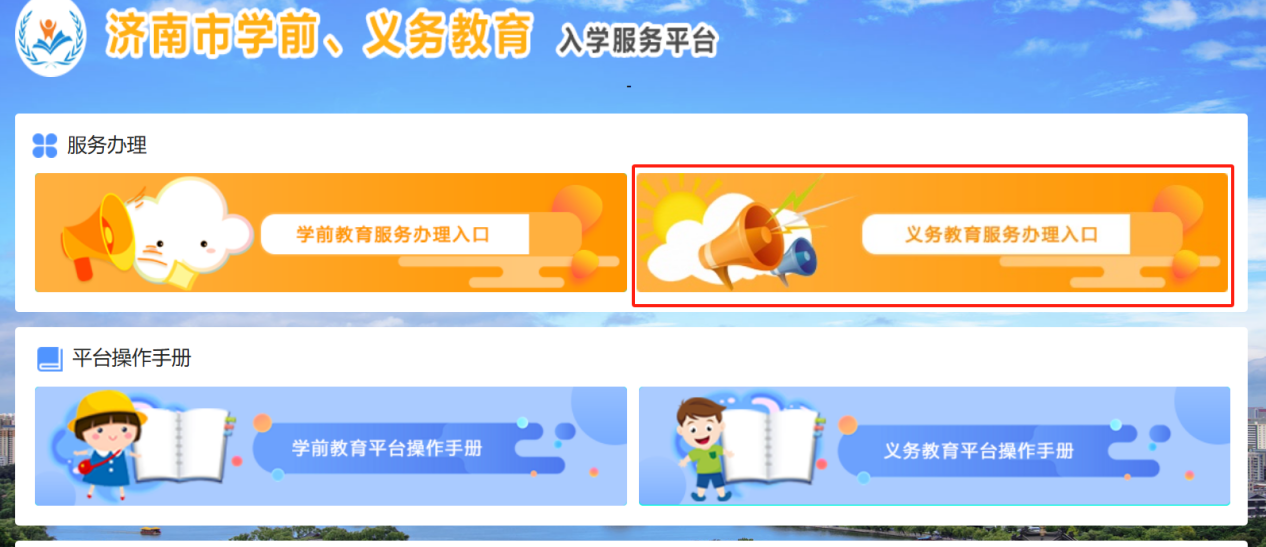 济南市学前、义务教育 入学服务平台
-
服务办理
学前教育服务办理入口
义务教育服务办理入口
平台操作手册
学前教育平台操作手册
义务教育平台操作手册